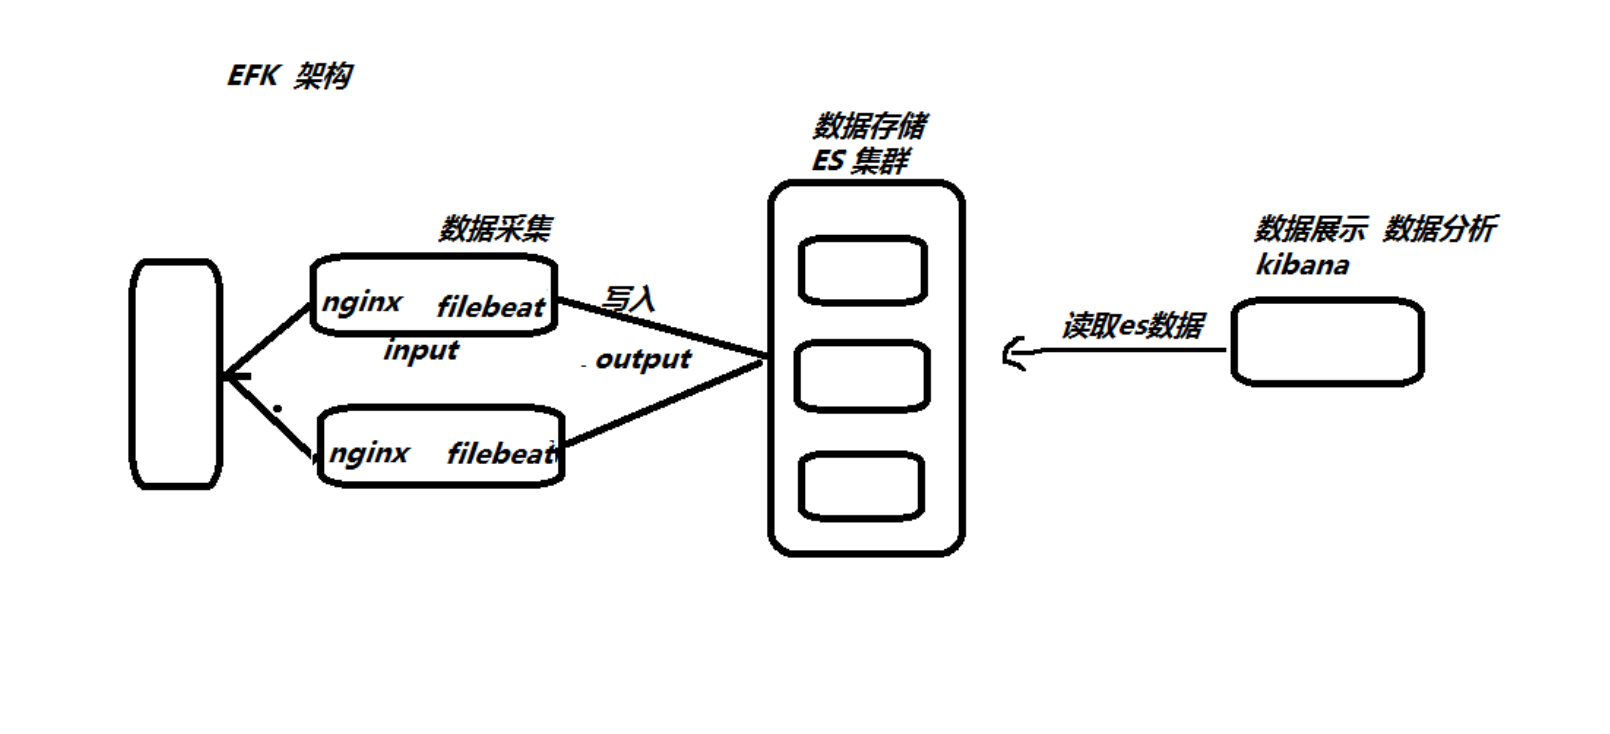 EFK 架构
数据存储
ES 集群
数据采集
nginx filebeat
input
写入
output
nginx filebeat
读取es数据
数据展示 数据分析
kibana